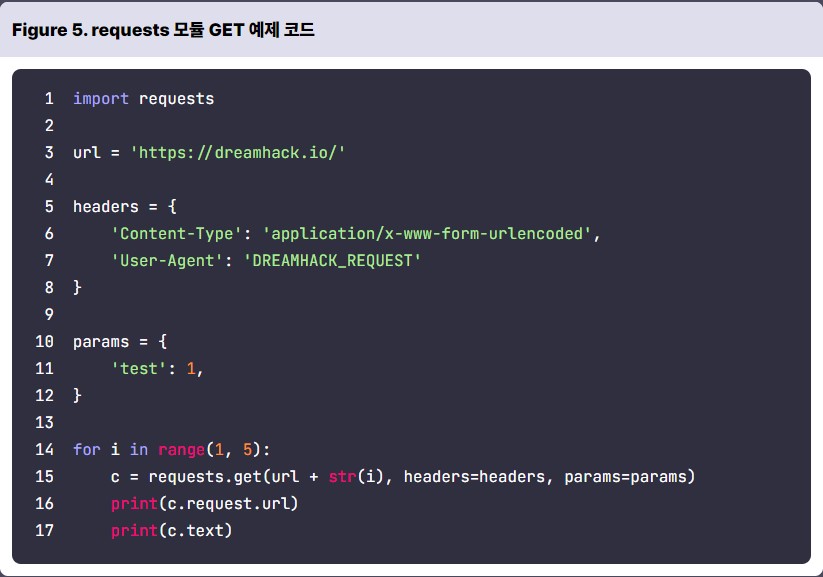 Figure 5. requests 모듈 GET 예제 코드
1 import requests
2
3 url = 'https://dreamhack.io/'
4
5 headers = {
6     'Content-Type': 'application/x-www-form-urlencoded',
7     'User-Agent': 'DREAMHACK_REQUEST'
8 }
9
10 params = {
11     'test': 1,
12 }
13
14 for i in range(1, 5):
15     c = requests.get(url + str(i), headers=headers, params=params)
16     print(c.request.url)
17     print(c.text)